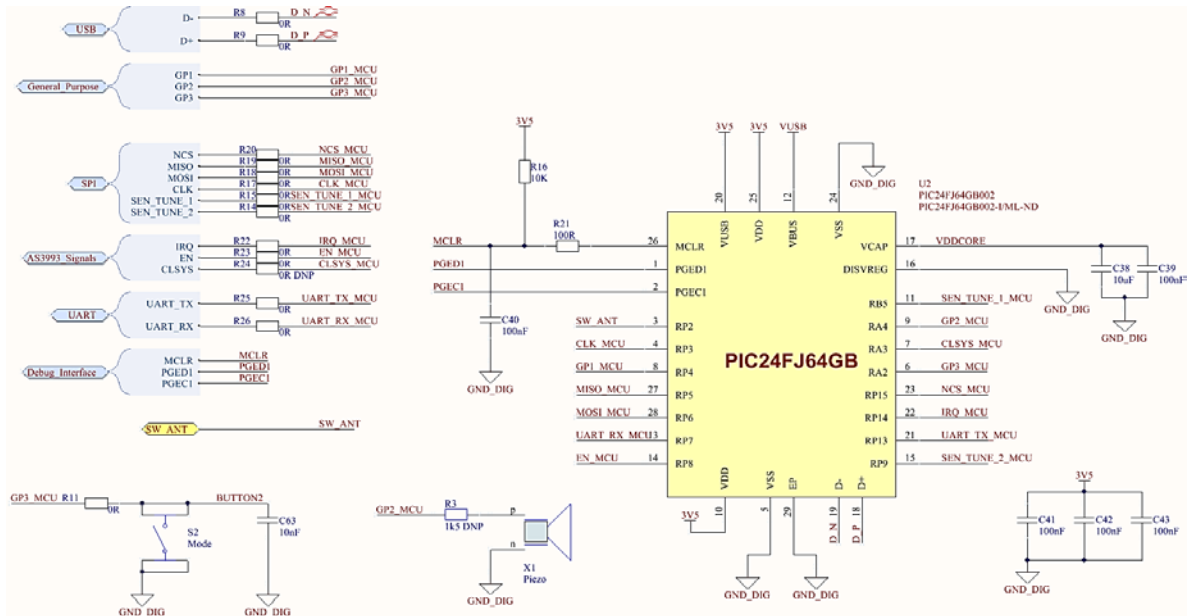 USB
D-
R8
0R
D_N
D+
R9
0R
D_P
General_Purpose
GP1
GP1_MCU
GP2
GP2_MCU
GP3
GP3_MCU
SPI
NCS
R20
NCS_MCU
MISO
R19
0R
MISO_MCU
MOSI
R18
0R
MOSI_MCU
CLK
R17
0R
CLK_MCU
SEN_TUNE_1
R15
0R
SEN_TUNE_1_MCU
SEN_TUNE_2
R14
0R
SEN_TUNE_2_MCU
0R
AS3993_Signals
IRQ
R22
IRQ_MCU
EN
R23
0R
EN_MCU
CLSYS
R24
0R
CLSYS_MCU
0R DNP
UART
UART_TX
R25
0R
UART_TX_MCU
UART_RX
R26
0R
UART_RX_MCU
Debug_Interface
MCLR
MCLR
PGED1
PGED1
PGEC1
PGEC1
SW_ANT
SW_ANT
GP3_MCU
R11
0R
BUTTON2
S2
Mode
C63
10nF
GND_DIG
GND_DIG
GP2_MCU
R3
1k5 DNP
p
n
X1
Piezo
GND_DIG
3V5
R16
10K
MCLR
R21
100R
PGED1
PGEC1
C40
100nF
GND_DIG
3V5
3V5
VUSB
GND_DIG
U2
PIC24FJ64GB002
PIC24FJ64GB002-I/ML-ND
20
25
12
24
VUSB
VDD
VBUS
VSS
26
MCLR
1
PGED1
2
PGEC1
SW_ANT
3
RP2
CLK_MCU
4
RP3
GP1_MCU
8
RP4
MISO_MCU
27
RP5
MOSI_MCU
28
RP6
UART_RX_MCU
13
RP7
EN_MCU
14
RP8
PIC24FJ64GB
VCAP
17
VDDCORE
DISVREG
16
RB5
11
SEN_TUNE_1_MCU
RA4
9
GP2_MCU
RA3
7
CLSYS_MCU
RA2
6
GP3_MCU
RP15
23
NCS_MCU
RP14
22
IRQ_MCU
RP13
21
UART_TX_MCU
RP9
15
SEN_TUNE_2_MCU
VDD
VSS
EP
D-
D+
3V5
10
5
29
19
18
D_N
D_P
GND_DIG
GND_DIG
C38
10uF
C39
100nF
GND_DIG
GND_DIG
3V5
C41
100nF
C42
100nF
C43
100nF
GND_DIG